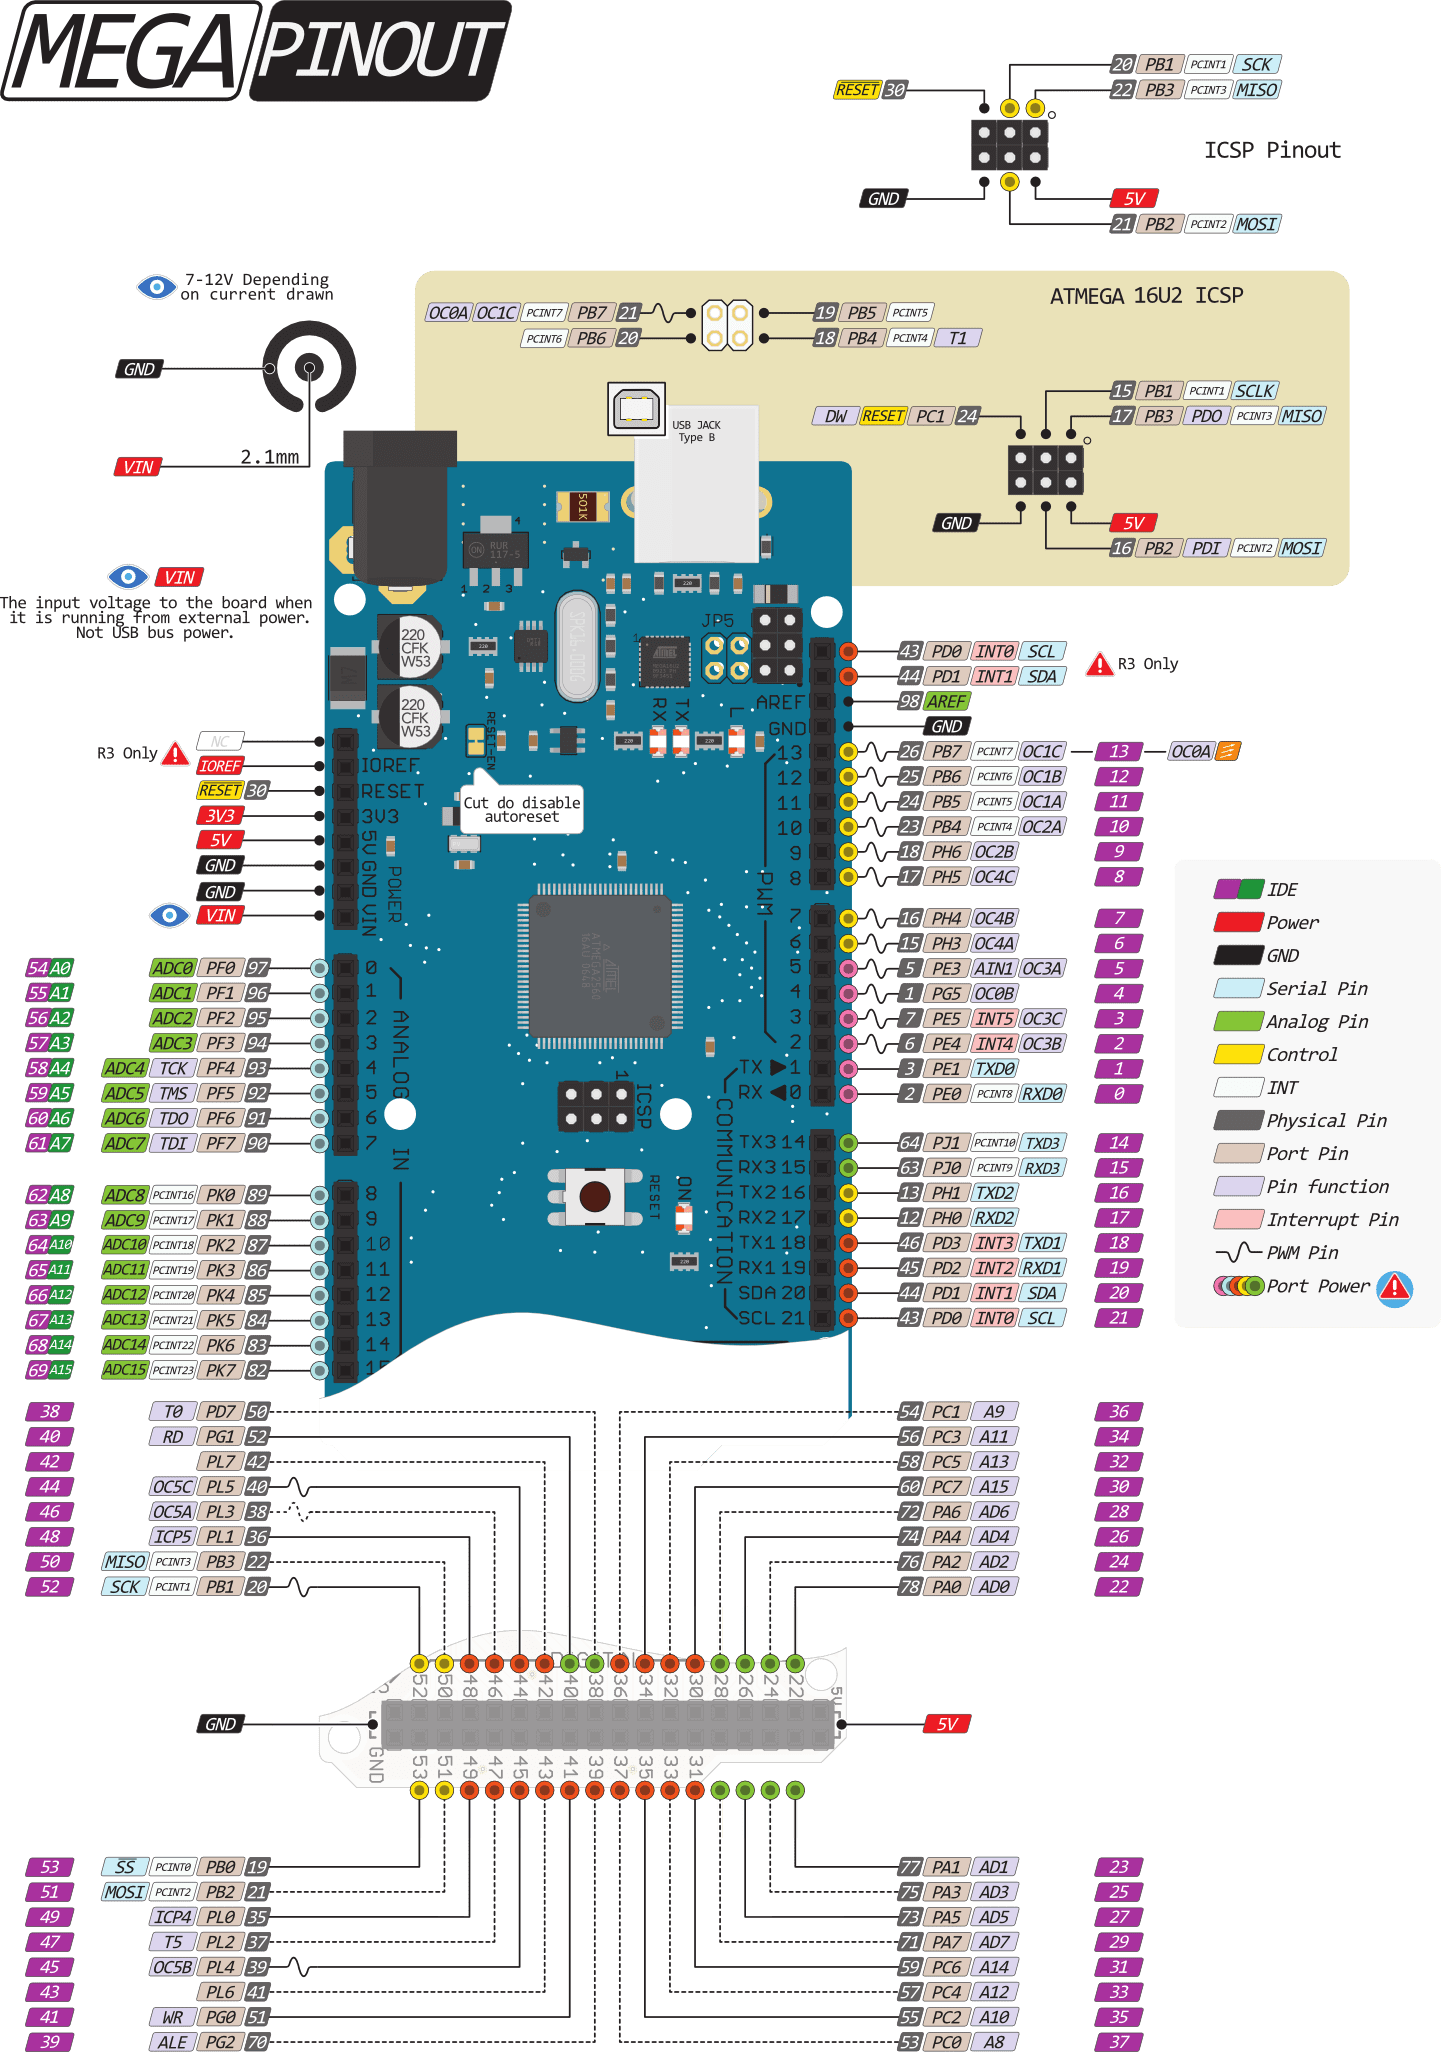 MEGA PINOUT
20 PB1 PCINT1 SCK
RESET 30
22 PB3 PCINT3 MISO
ICSP Pinout
GND
5V
21 PB2 PCINT2 MOSI
7-12V Depending
on current drawn
GND
VIN
2.1mm
ATMEGA 16U2 ICSP
OC0A OC1C PCINT7 PB7 21
19 PB5 PCINT5
PCINT6 PB6 20
18 PB4 PCINT4 T1
15 PB1 PCINT1 SCLK
DW RESET PC1 24
17 PB3 PDO PCINT3 MISO
USB JACK
Type B
GND
5V
16 PB2 PDI PCINT2 MOSI
VIN
The input voltage to the board when
it is running from external power.
Not USB bus power.
501K
4
ON
RUR
117-5
1 2 3
220
SPK16.000G
JP5
1
220
CFK
W53
220
220
CFK
W53
RESET-EN
RX
TX
L
220
220
43 PD0 INT0 SCL
R3 Only
44 PD1 INT1 SDA
AREF
98 AREF
GND
GND
13
26 PB7 PCINT7 OC1C 13 OC0A
12
25 PB6 PCINT6 OC1B 12
11
24 PB5 PCINT5 OC1A 11
10
23 PB4 PCINT4 OC2A 10
9
18 PH6 OC2B 9
8
17 PH5 OC4C 8
NC
R3 Only
IOREF
IOREF
RESET 30
RESET
3V3
3V3
5V
5V
GND
GND
GND
VIN
VIN
POWER
Cut do disable
autoreset
PWM
7
16 PH4 OC4B 7
6
15 PH3 OC4A 6
5
5 PE3 AIN1 OC3A 5
4
1 PG5 OC0B 4
3
7 PE5 INT5 OC3C 3
2
6 PE4 INT4 OC3B 2
TX 1
3 PE1 TXD0 1
RX 0
2 PE0 PCINT8 RXD0 0
54 A0 ADC0 PF0 97
0
55 A1 ADC1 PF1 96
1
56 A2 ADC2 PF2 95
2
57 A3 ADC3 PF3 94
3
58 A4 ADC4 TCK PF4 93
4
59 A5 ADC5 TMS PF5 92
5
60 A6 ADC6 TDO PF6 91
6
61 A7 ADC7 TDI PF7 90
7
ANALOG IN
ATMEL
ATMEGA2560
1
ICSP
RESET
ON
220
COMMUNICATION
TX3 14
64 PJ1 PCINT10 TXD3 14
RX3 15
63 PJ0 PCINT9 RXD3 15
TX2 16
13 PH1 TXD2 16
RX2 17
12 PH0 RXD2 17
TX1 18
46 PD3 INT3 TXD1 18
RX1 19
45 PD2 INT2 RXD1 19
SDA 20
44 PD1 INT1 SDA 20
SCL 21
43 PD0 INT0 SCL 21
62 A8 ADC8 PCINT16 PK0 89
8
63 A9 ADC9 PCINT17 PK1 88
9
64 A10 ADC10 PCINT18 PK2 87
10
65 A11 ADC11 PCINT19 PK3 86
11
66 A12 ADC12 PCINT20 PK4 85
12
67 A13 ADC13 PCINT21 PK5 84
13
68 A14 ADC14 PCINT22 PK6 83
14
69 A15 ADC15 PCINT23 PK7 82
IDE
Power
GND
Serial Pin
Analog Pin
Control
INT
Physical Pin
Port Pin
Pin function
Interrupt Pin
PWM Pin
Port Power
38 T0 PD7 50
54 PC1 A9 36
40 RD PG1 52
56 PC3 A11 34
42 PL7 42
58 PC5 A13 32
44 OC5C PL5 40
60 PC7 A15 30
46 OC5A PL3 38
72 PA6 AD6 28
48 ICP5 PL1 36
74 PA4 AD4 26
50 MISO PCINT3 PB3 22
76 PA2 AD2 24
52 SCK PCINT1 PB1 20
78 PA0 AD0 22
DIGITAL
52 50 48 46 44 42 40 38 36 34 32 30 28 26 24 22
5V
GND
5V
GND
53 51 49 47 45 43 41 39 37 35 33 31
53 SS PCINT0 PB0 19
77 PA1 AD1 23
51 MOSI PCINT2 PB2 21
75 PA3 AD3 25
49 ICP4 PL0 35
73 PA5 AD5 27
47 T5 PL2 37
71 PA7 AD7 29
45 OC5B PL4 39
59 PC6 A14 31
43 PL6 41
57 PC4 A12 33
41 WR PG0 51
55 PC2 A10 35
39 ALE PG2 70
53 PC0 A8 37